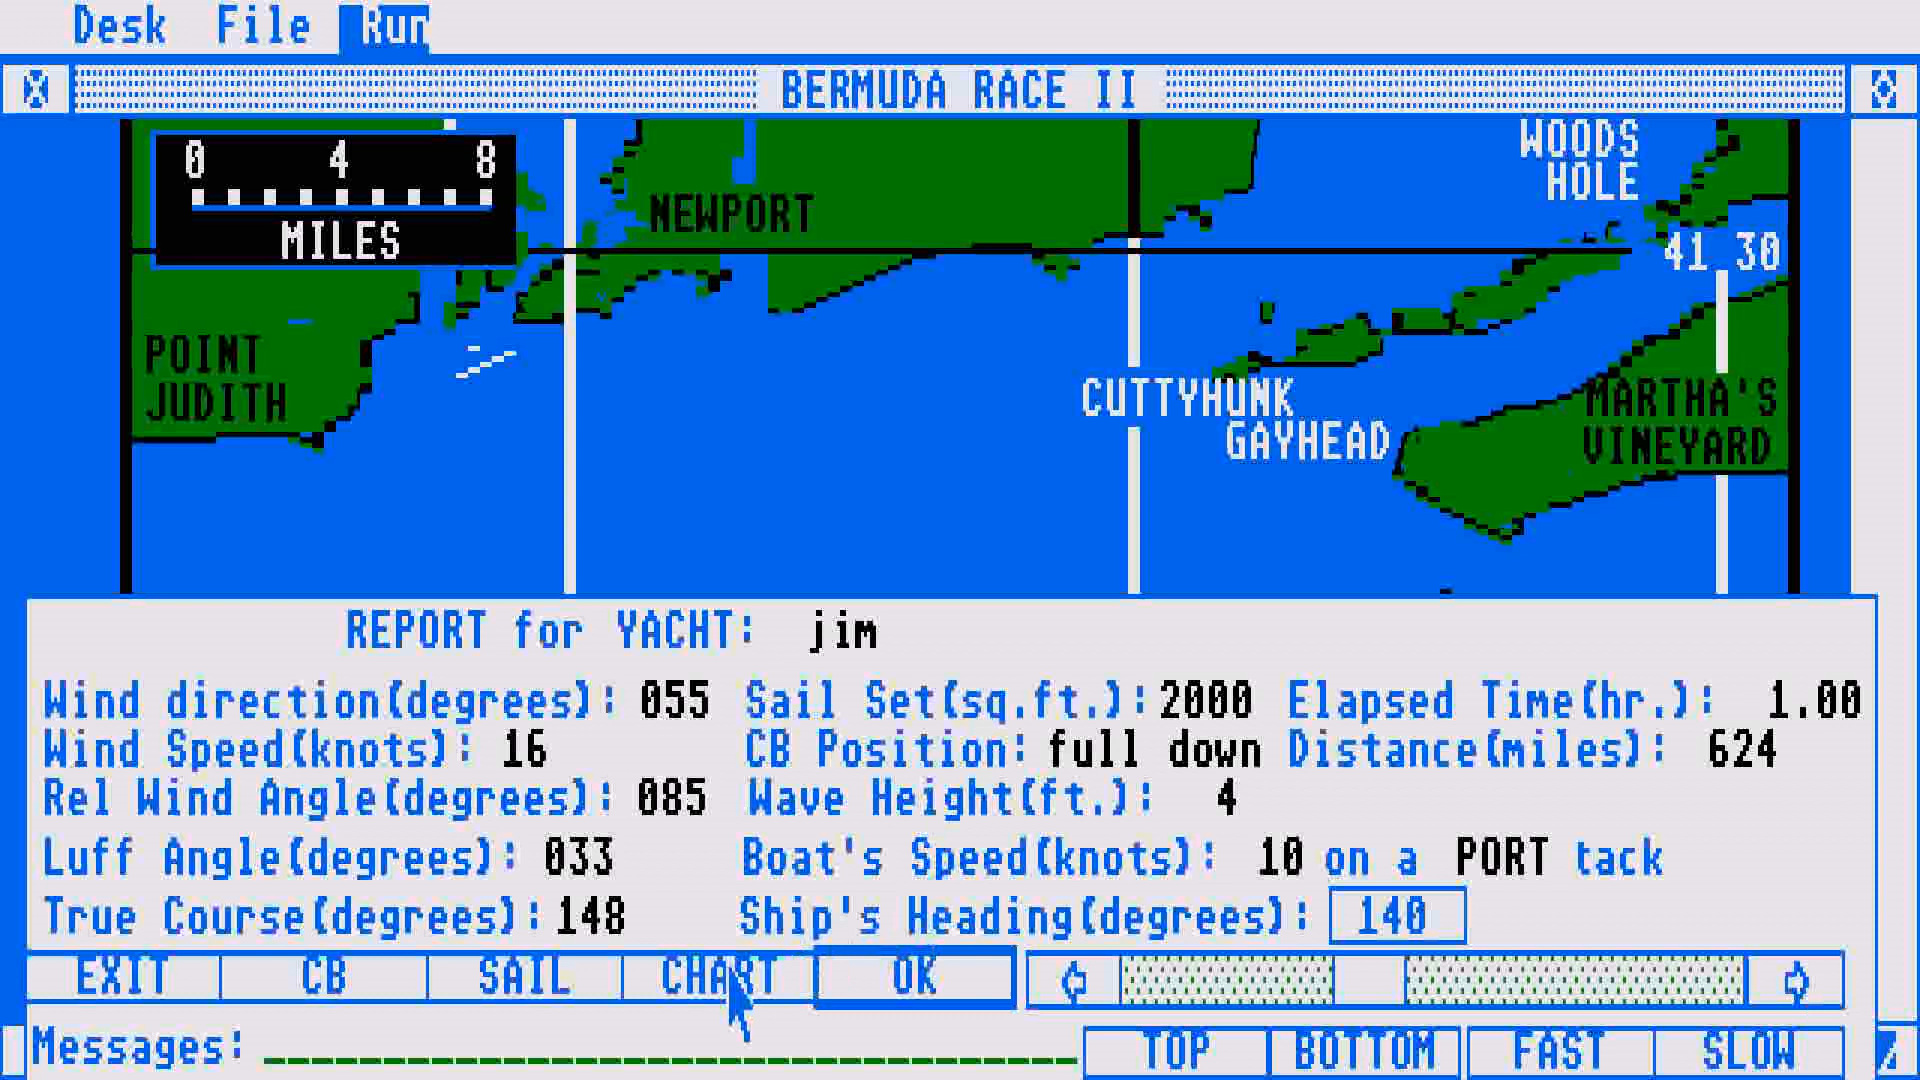 Desk File Run
BERMUDA RACE II
0 4 8
MILES
NEWPORT
WOODS
HOLE
41 30
POINT
JUDITH
CUTTYHUNK
GAYHEAD
MARTHA'S
VINEYARD
REPORT for YACHT: jim
Wind direction(degrees): 055 Sail Set(sq.ft.): 2000 Elapsed Time(hr.): 1.00
Wind Speed(knots): 16 CB Position: full down Distance(miles): 624
Rel Wind Angle(degrees): 085 Wave Height(ft.): 4
Luff Angle(degrees): 033 Boat's Speed(knots): 10 on a PORT tack
True Course(degrees): 148 Ship's Heading(degrees): 140
EXIT CB SAIL CHART OK
Messages: TOP BOTTOM FAST SLOW